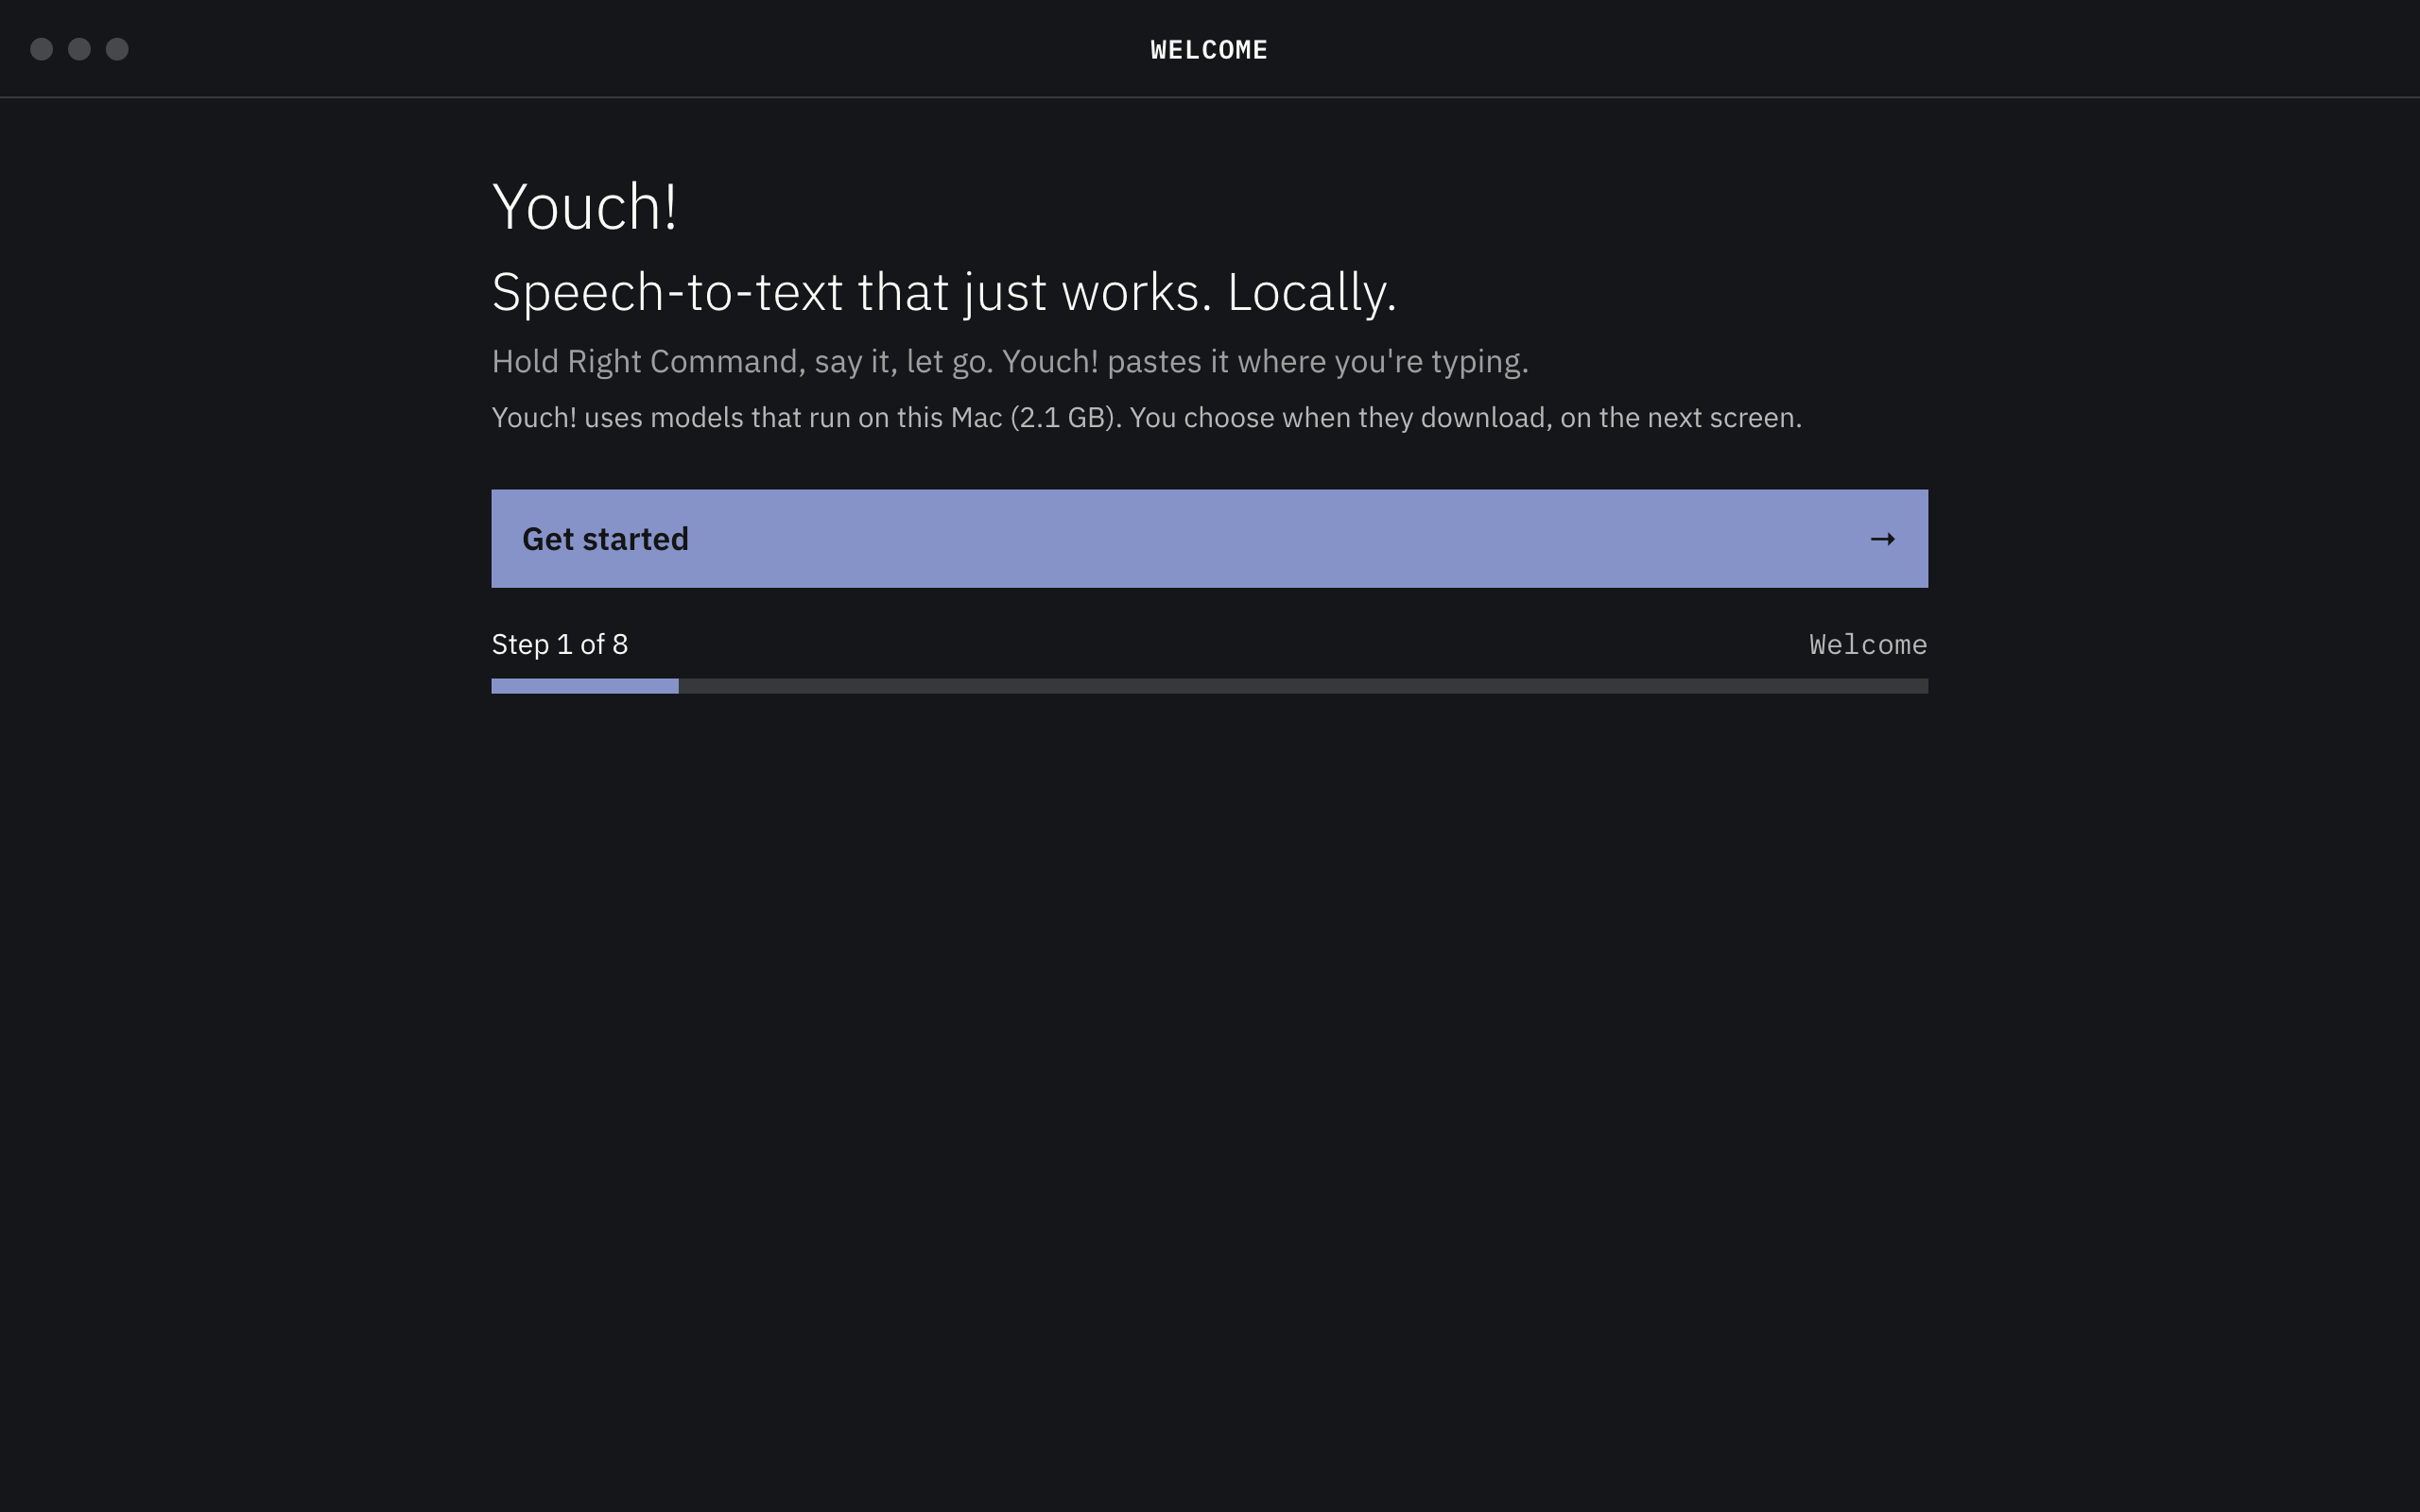 WELCOME
Youch!
Speech-to-text that just works. Locally.
Hold Right Command, say it, let go. Youch! pastes it where you're typing.
Youch! uses models that run on this Mac (2.1 GB). You choose when they download, on the next screen.
Get started →
Step 1 of 8
Welcome